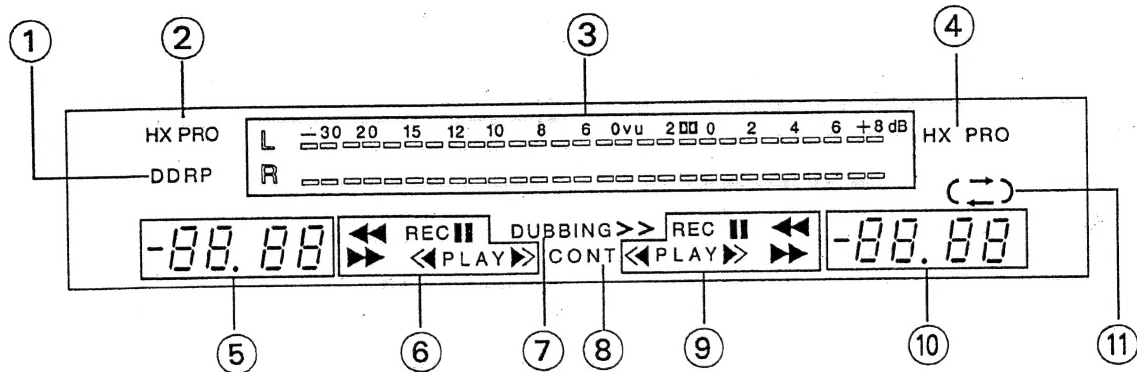 ① ② ③ ④
HX PRO L −30 20 15 12 10 8 6 0vu 2 0 2 4 6 +8 dB HX PRO
DDRP R
-88.88 REC DUBBING>> REC -88.88
PLAY CONT PLAY
⑤ ⑥ ⑦ ⑧ ⑨ ⑩ ⑪